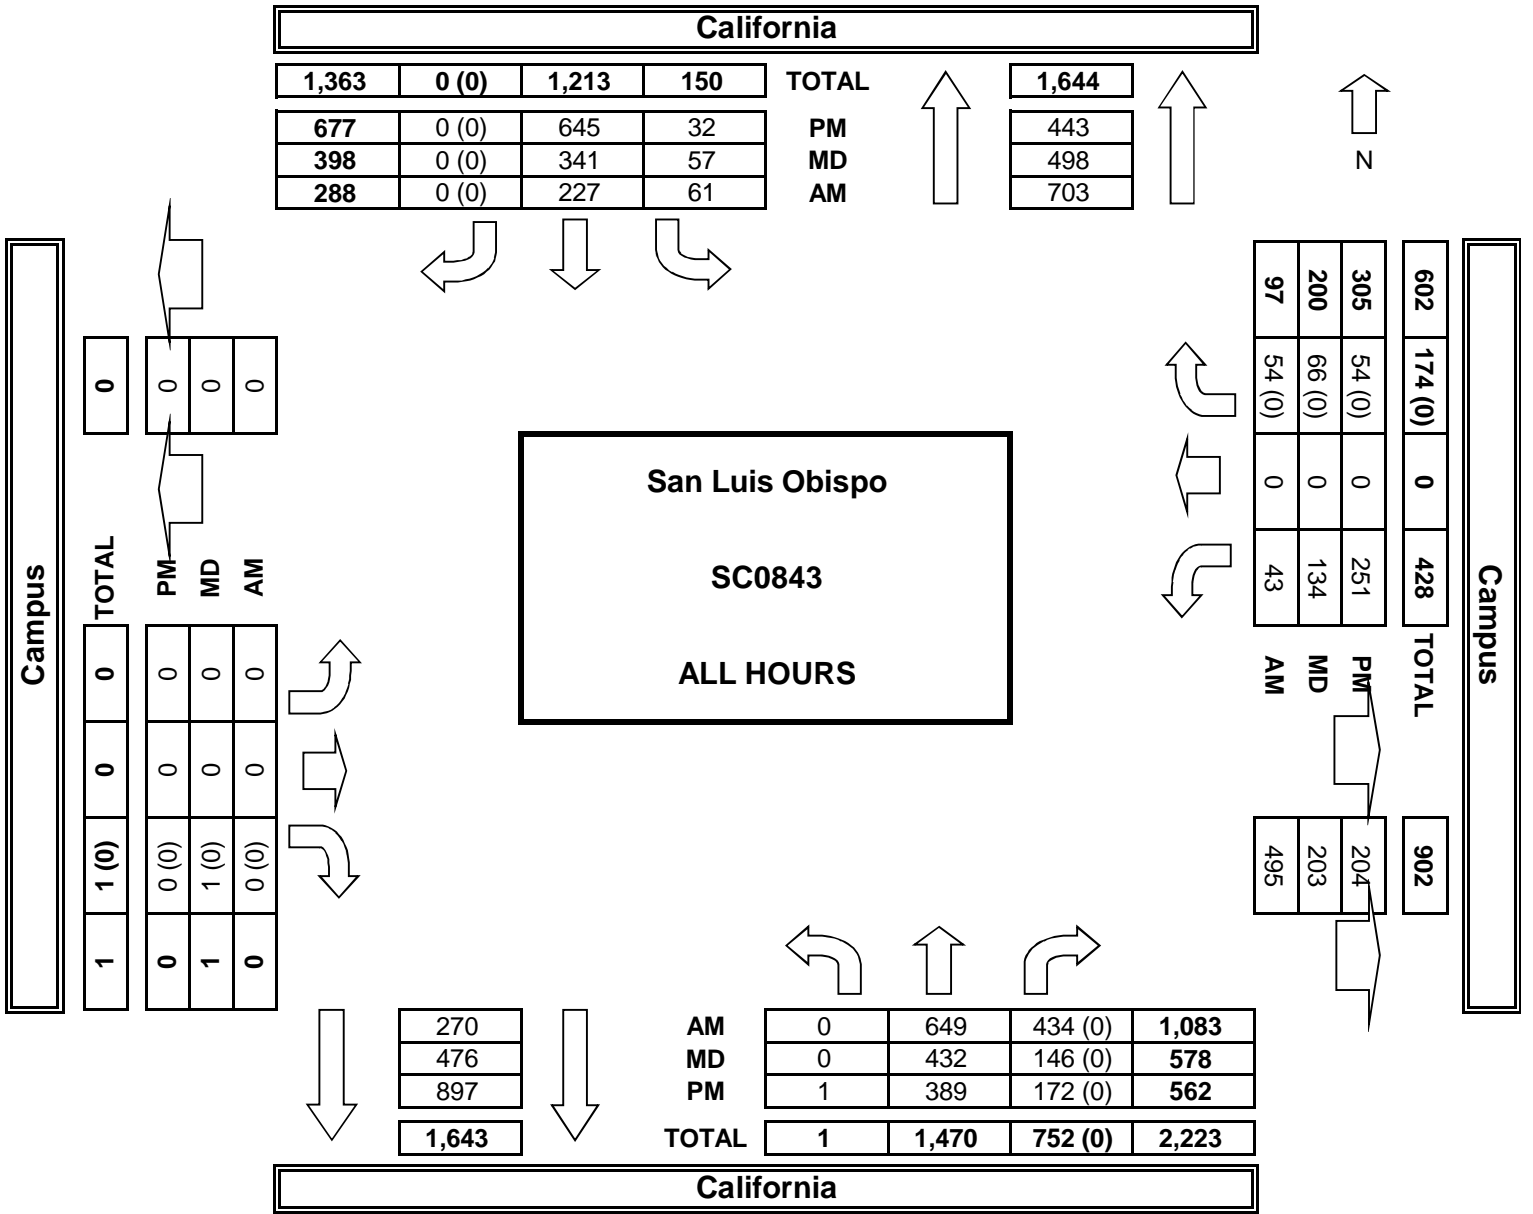 California
1,363 0 (0) 1,213 150 TOTAL 1,644
677 0 (0) 645 32 PM 443
398 0 (0) 341 57 MD 498
288 0 (0) 227 61 AM 703
N
Campus
0 0 0 0
TOTAL PM MD AM
0 0 0 0
0 0 0 0
1 (0) 0 (0) 1 (0) 0 (0)
1 0 1 0
San Luis Obispo
SC0843
ALL HOURS
97 200 305 602
54 (0) 66 (0) 54 (0) 174 (0)
0 0 0 0
43 134 251 428
AM MD PM TOTAL
495 203 204 902
Campus
270 AM 0 649 434 (0) 1,083
476 MD 0 432 146 (0) 578
897 PM 1 389 172 (0) 562
1,643 TOTAL 1 1,470 752 (0) 2,223
California